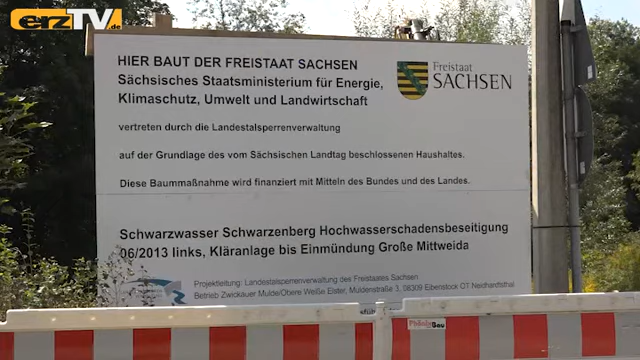 erzTV.de
HIER BAUT DER FREISTAAT SACHSEN
Sächsisches Staatsministerium für Energie,
Klimaschutz, Umwelt und Landwirtschaft
Freistaat
SACHSEN
vertreten durch die Landestalsperrenverwaltung
auf der Grundlage des vom Sächsischen Landtag beschlossenen Haushaltes.
Diese Baummaßnahme wird finanziert mit Mitteln des Bundes und des Landes.
Schwarzwasser Schwarzenberg Hochwasserschadensbeseitigung
06/2013 links, Kläranlage bis Einmündung Große Mittweida
Projektleitung: Landestalsperrenverwaltung des Freistaates Sachsen
Betrieb Zwickauer Mulde/Obere Weiße Elster, Muldenstraße 3, 08309 Eibenstock OT Neidhardtsthal